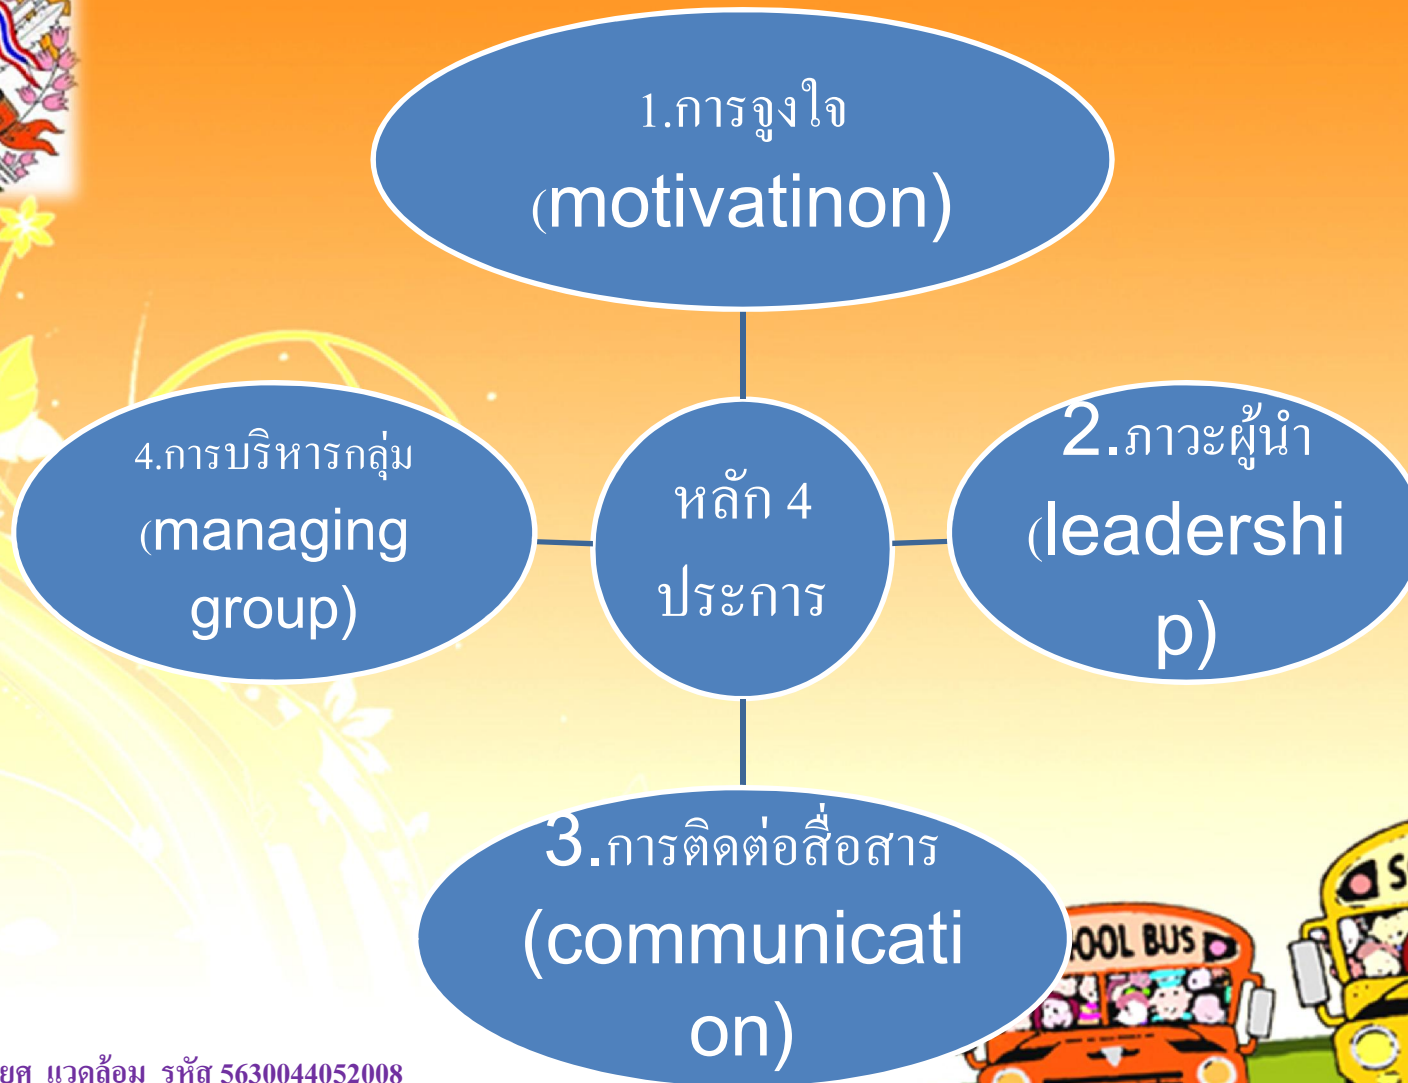 1.การจูงใจ
(motivatinon)
2.ภาวะผู้นำ
(leadershi
p)
หลัก 4
ประการ
4.การบริหารกลุ่ม
(managing
group)
3.การติดต่อสื่อสาร
(communicati
on)
OOL BUS
แวดล้อม รหัส 5630044052008